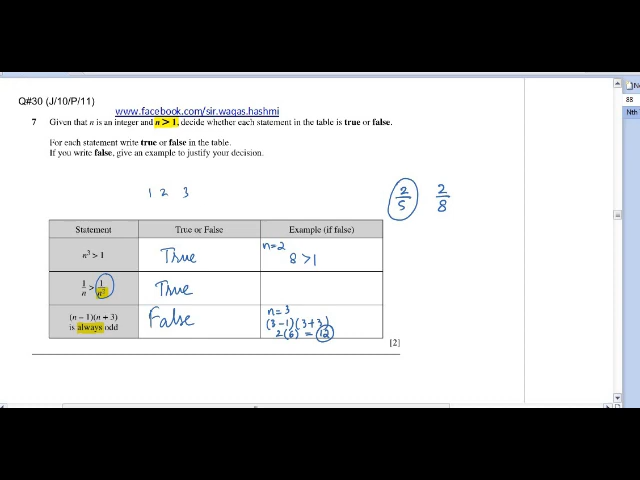 Q#30 (J/10/P/11)
www.facebook.com/sir.waqas.hashmi
7 Given that n is an integer and n > 1, decide whether each statement in the table is true or false.
For each statement write true or false in the table.
If you write false, give an example to justify your decision.
1 2 3
2/5 2/8
Statement True or False Example (if false)
n³ > 1 True n=2
8 >1
1/n > 1/n³ True
(n − 1)(n + 3)
is always odd
False n = 3
(3−1)(3+3)
2(6) = 12
[2]
88
Nth